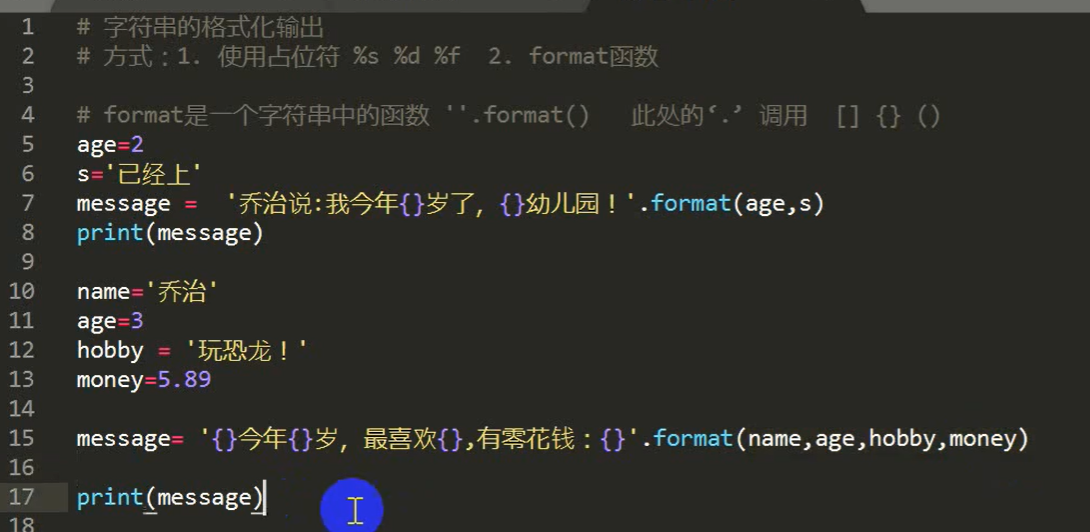 1 # 字符串的格式化输出
2 # 方式：1. 使用占位符 %s %d %f  2. format函数
3
4 # format是一个字符串中的函数 ''.format()   此处的‘.’ 调用  [] {} ()
5 age=2
6 s='已经上'
7 message =  '乔治说:我今年{}岁了, {}幼儿园！'.format(age,s)
8 print(message)
9
10 name='乔治'
11 age=3
12 hobby = '玩恐龙！'
13 money=5.89
14
15 message= '{}今年{}岁, 最喜欢{},有零花钱：{}'.format(name,age,hobby,money)
16
17 print(message)
18